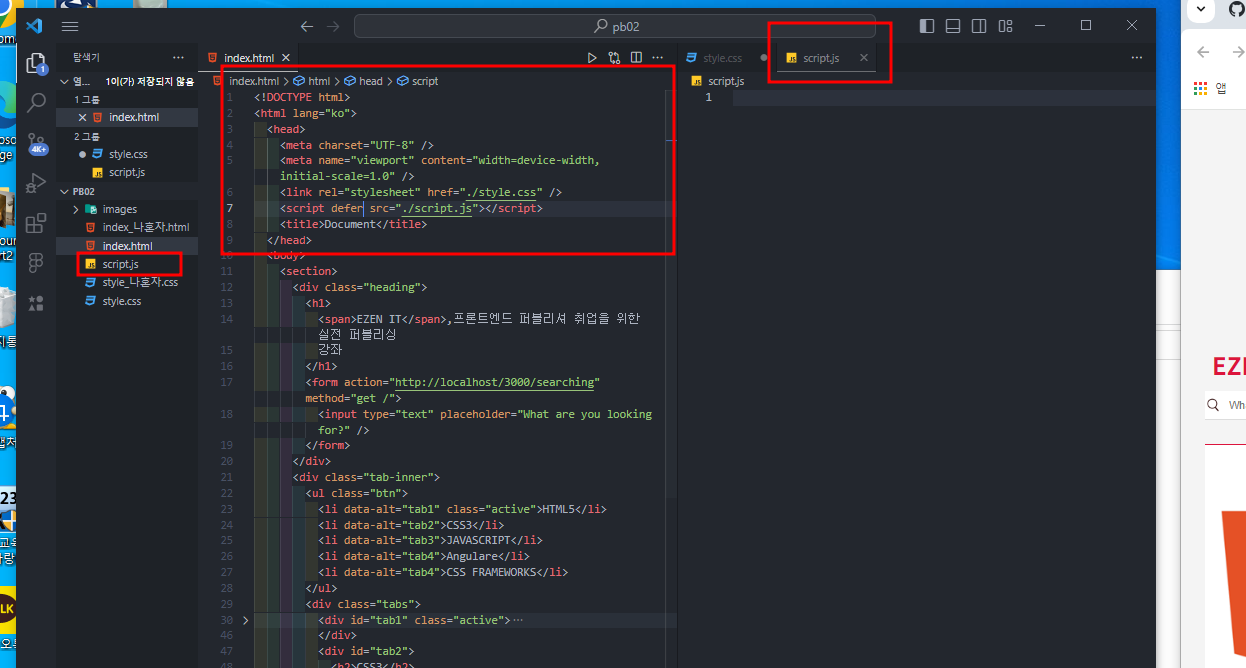 pb02
탐색기
열... 1이(가) 저장되지 않음
1 그룹
index.html
2 그룹
style.css
script.js
PB02
images
index_나혼자.html
index.html
script.js
style_나혼자.css
style.css
index.html
index.html > html > head > script
1 <!DOCTYPE html>
2 <html lang="ko">
3 <head>
4 <meta charset="UTF-8" />
5 <meta name="viewport" content="width=device-width,
initial-scale=1.0" />
6 <link rel="stylesheet" href="./style.css" />
7 <script defer src="./script.js"></script>
8 <title>Document</title>
9 </head>
10 <body>
11 <section>
12 <div class="heading">
13 <h1>
14 <span>EZEN IT</span>,프론트엔드 퍼블리셔 취업을 위한
실전 퍼블리싱
15 강좌
16 </h1>
17 <form action="http://localhost/3000/searching"
method="get /">
18 <input type="text" placeholder="What are you looking
for?" />
19 </form>
20 </div>
21 <div class="tab-inner">
22 <ul class="btn">
23 <li data-alt="tab1" class="active">HTML5</li>
24 <li data-alt="tab2">CSS3</li>
25 <li data-alt="tab3">JAVASCRIPT</li>
26 <li data-alt="tab4">Angulare</li>
27 <li data-alt="tab4">CSS FRAMEWORKS</li>
28 </ul>
29 <div class="tabs">
30 <div id="tab1" class="active">…
46 </div>
47 <div id="tab2">
48 <h2>CSS3</h2>
style.css
script.js
script.js
1
1
4K+
앱
EZE
Wh